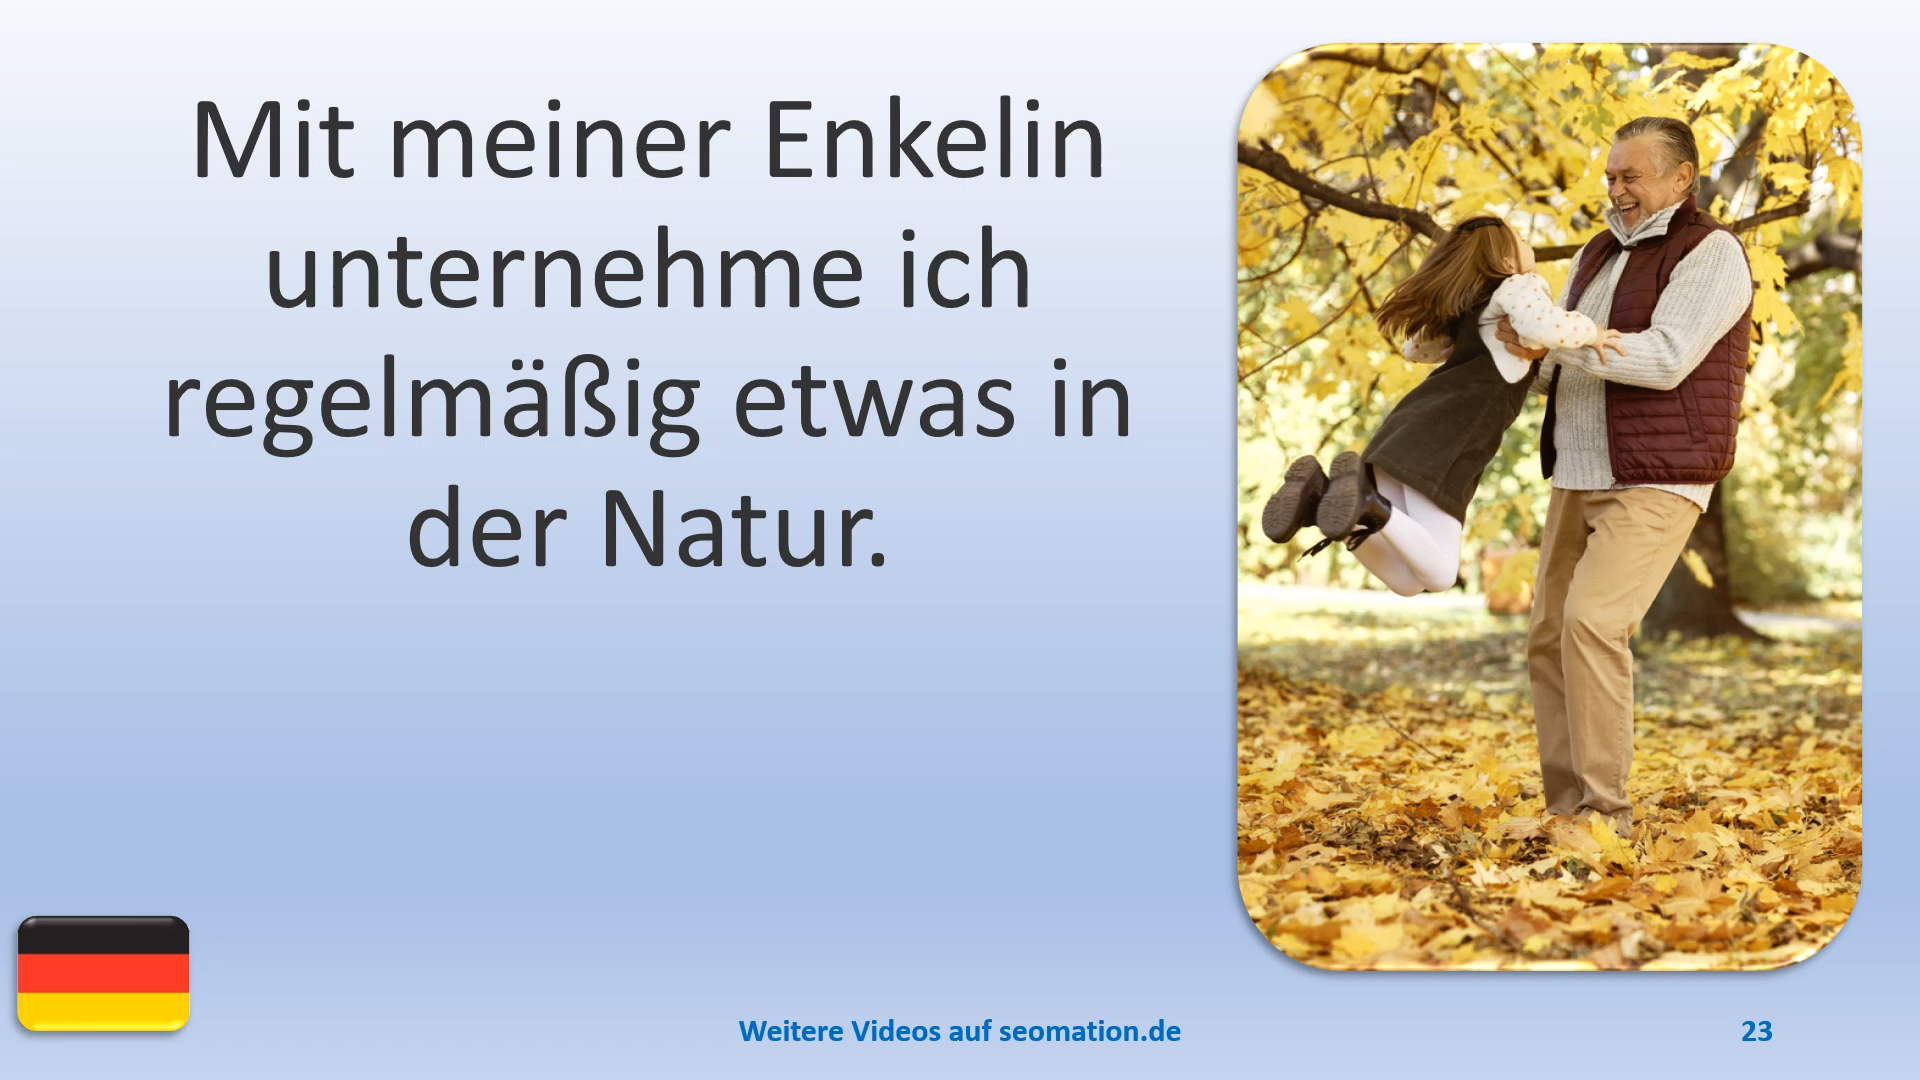 Mit meiner Enkelin
unternehme ich
regelmäßig etwas in
der Natur.
Weitere Videos auf seomation.de
23